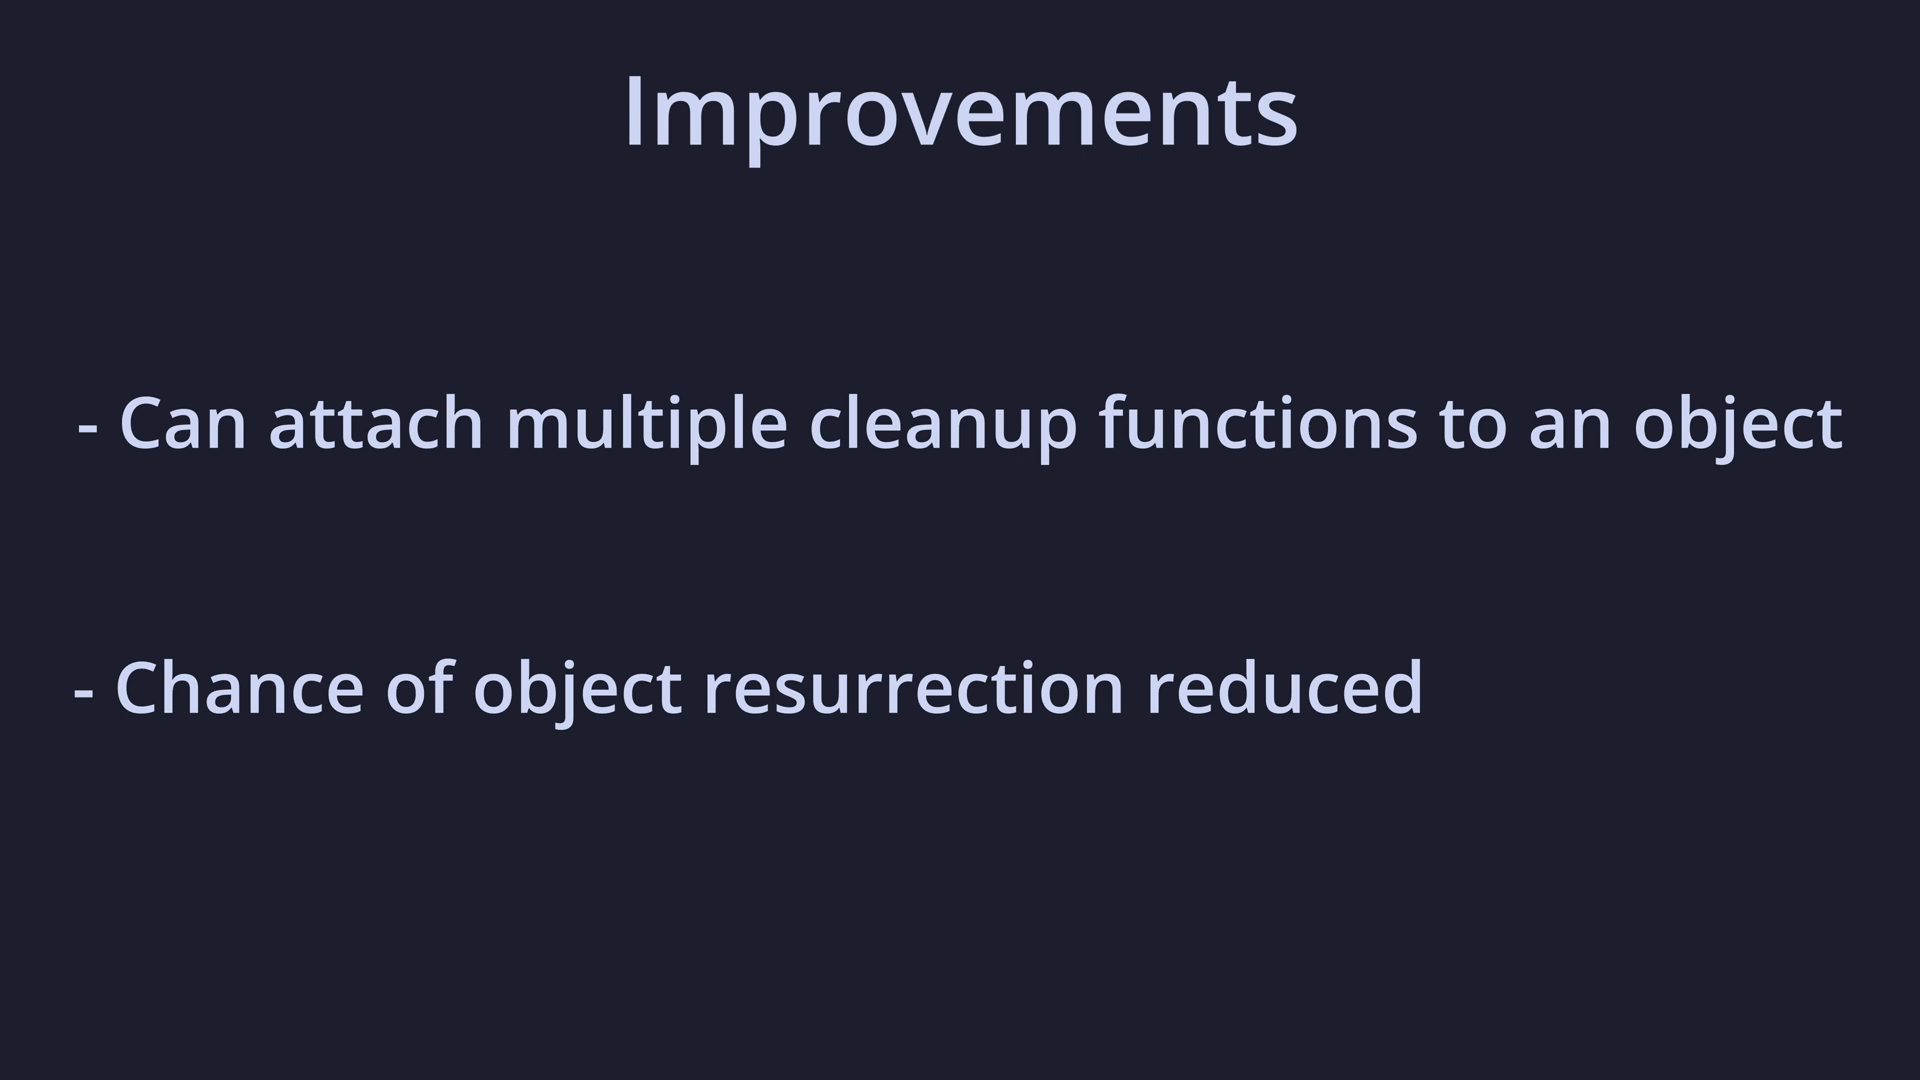 Improvements
- Can attach multiple cleanup functions to an object
- Chance of object resurrection reduced